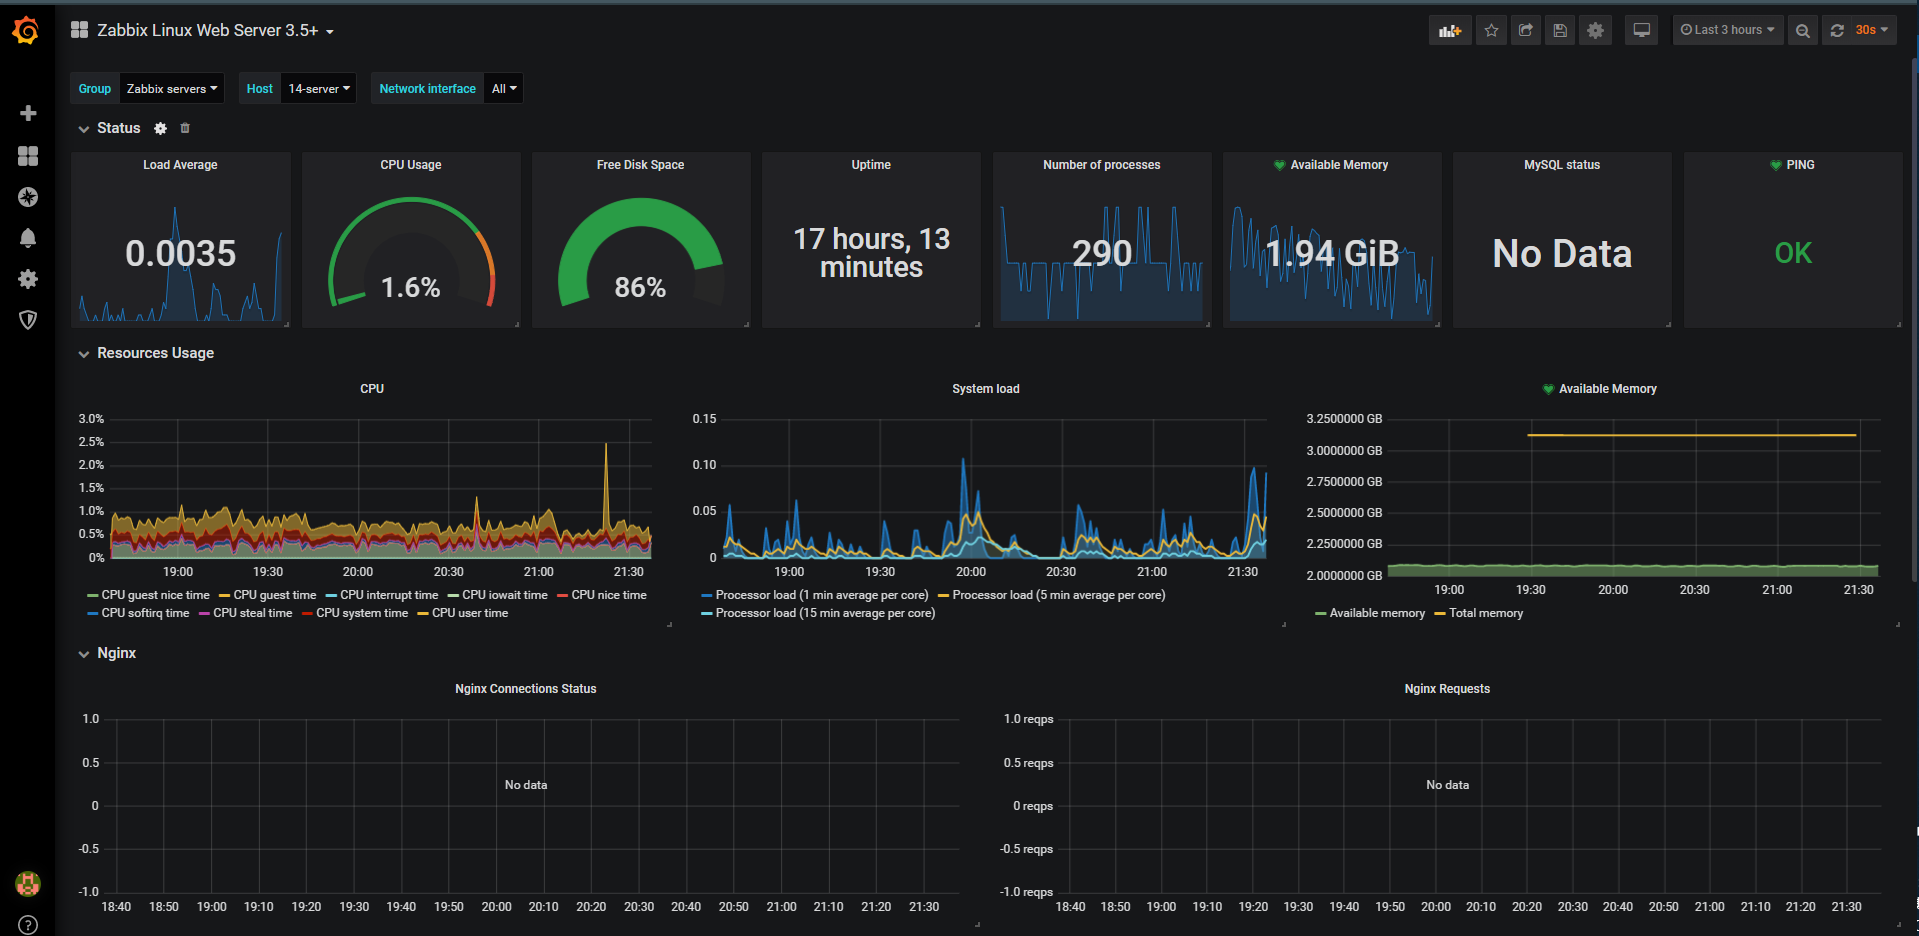 Zabbix Linux Web Server 3.5+
Last 3 hours
30s
Group Zabbix servers Host 14-server Network interface All
Status
Load Average
0.0035
CPU Usage
1.6%
Free Disk Space
86%
Uptime
17 hours, 13
minutes
Number of processes
290
Available Memory
1.94 GiB
MySQL status
No Data
PING
OK
Resources Usage
CPU
3.0%
2.5%
2.0%
1.5%
1.0%
0.5%
0%
19:00 19:30 20:00 20:30 21:00 21:30
CPU guest nice time CPU guest time CPU interrupt time CPU iowait time CPU nice time
CPU softirq time CPU steal time CPU system time CPU user time
System load
0.15
0.10
0.05
0
19:00 19:30 20:00 20:30 21:00 21:30
Processor load (1 min average per core) Processor load (5 min average per core)
Processor load (15 min average per core)
Available Memory
3.2500000 GB
3.0000000 GB
2.7500000 GB
2.5000000 GB
2.2500000 GB
2.0000000 GB
19:00 19:30 20:00 20:30 21:00 21:30
Available memory Total memory
Nginx
Nginx Connections Status
1.0
0.5
0
-0.5
-1.0
No data
18:40 18:50 19:00 19:10 19:20 19:30 19:40 19:50 20:00 20:10 20:20 20:30 20:40 20:50 21:00 21:10 21:20 21:30
Nginx Requests
1.0 reqps
0.5 reqps
0 reqps
-0.5 reqps
-1.0 reqps
No data
18:40 18:50 19:00 19:10 19:20 19:30 19:40 19:50 20:00 20:10 20:20 20:30 20:40 20:50 21:00 21:10 21:20 21:30